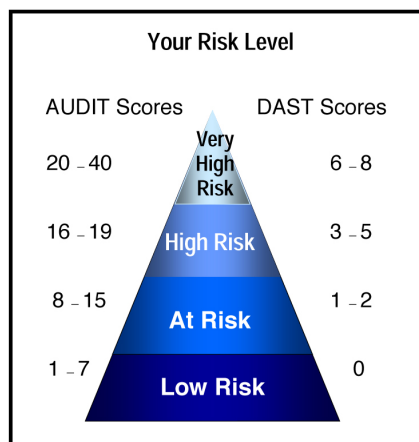 Your Risk Level
AUDIT Scores
DAST Scores
20 – 40
Very
High
Risk
6 – 8
16 – 19
High Risk
3 – 5
8 – 15
At Risk
1 – 2
1 – 7
Low Risk
0